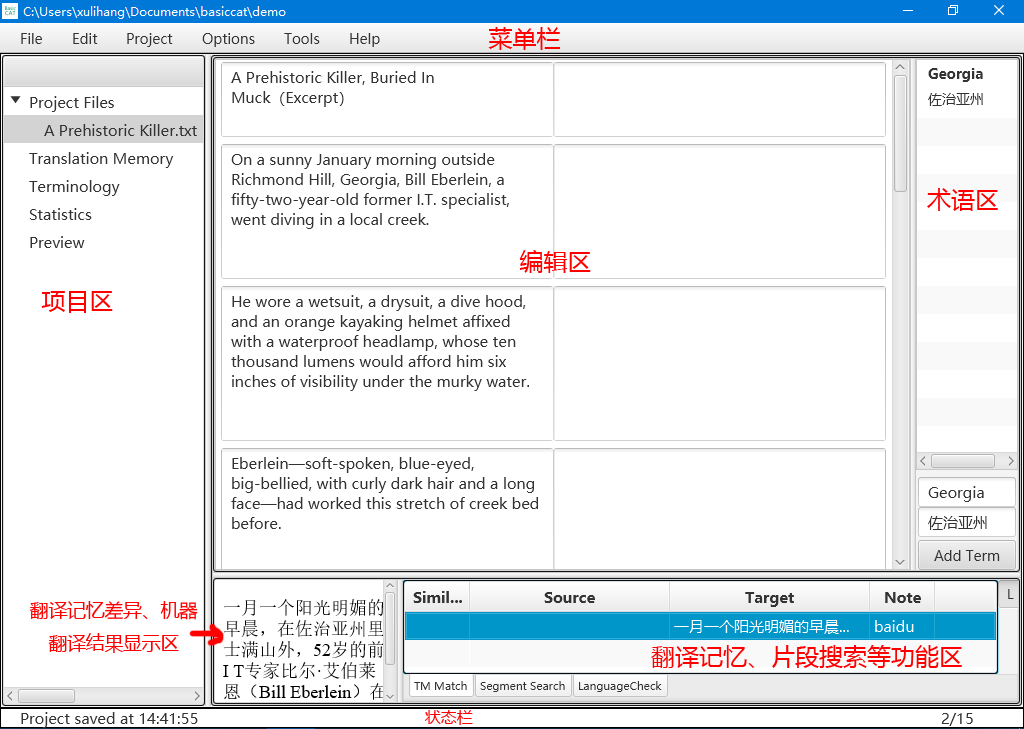 Basic
CAT
C:\Users\xulihang\Documents\basiccat\demo
File Edit Project Options Tools Help
菜单栏
Project Files
A Prehistoric Killer.txt
Translation Memory
Terminology
Statistics
Preview
项目区
翻译记忆差异、机器
翻译结果显示区
A Prehistoric Killer, Buried In
Muck (Excerpt)
On a sunny January morning outside
Richmond Hill, Georgia, Bill Eberlein, a
fifty-two-year-old former I.T. specialist,
went diving in a local creek.
编辑区
He wore a wetsuit, a drysuit, a dive hood,
and an orange kayaking helmet affixed
with a waterproof headlamp, whose ten
thousand lumens would afford him six
inches of visibility under the murky water.
Eberlein—soft-spoken, blue-eyed,
big-bellied, with curly dark hair and a long
face—had worked this stretch of creek bed
before.
Georgia
佐治亚州
术语区
Georgia
佐治亚州
Add Term
一月一个阳光明媚的
早晨，在佐治亚州里
士满山外，52岁的前
I T专家比尔·艾伯莱
恩（Bill Eberlein）在
Simil... Source Target Note
一月一个阳光明媚的早晨... baidu
翻译记忆、片段搜索等功能区
TM Match Segment Search LanguageCheck
L
Project saved at 14:41:55
状态栏
2/15